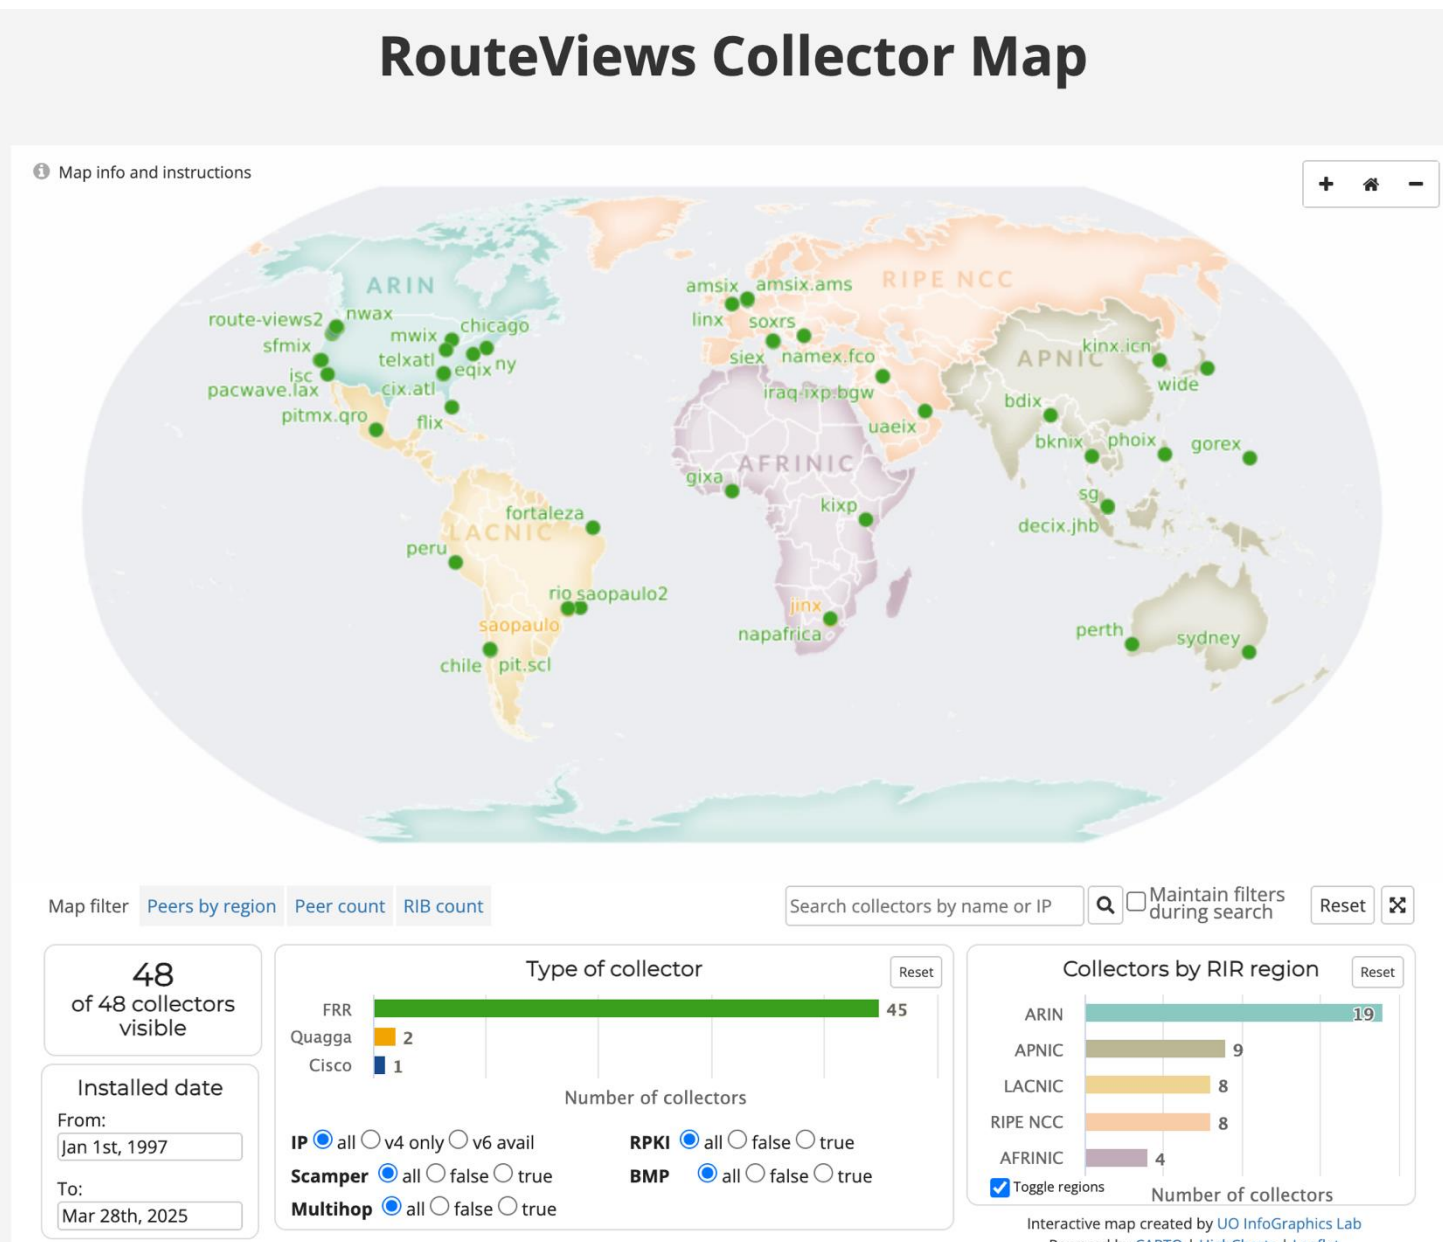 RouteViews Collector Map
Map info and instructions
ARIN
RIPE NCC
amsix amsix.ams
route-views2 nwax
linx soxrs
mwix chicago
sfmix
telxatl eqix ny
siex namex.fco
APNIC
kinx.icn
isc
pacwave.lax
cix.atl
iraq-ixp.bgw
wide
bdix
pitmx.qro
flix
uaeix
bknix phoix gorex
AFRINIC
gixa
sg
fortaleza
kixp
decix.jhb
LACNIC
peru
rio saopaulo2
jinx
saopaulo
napafrica
perth
sydney
chile pit.scl
Map filter Peers by region Peer count RIB count
Search collectors by name or IP
Maintain filters
during search
Reset
48
of 48 collectors
visible
Installed date
From:
Jan 1st, 1997
To:
Mar 28th, 2025
Type of collector
Reset
FRR 45
Quagga 2
Cisco 1
Number of collectors
IP all v4 only v6 avail
RPKI all false true
Scamper all false true
BMP all false true
Multihop all false true
Collectors by RIR region
Reset
ARIN 19
APNIC 9
LACNIC 8
RIPE NCC 8
AFRINIC 4
Toggle regions
Number of collectors
Interactive map created by UO InfoGraphics Lab